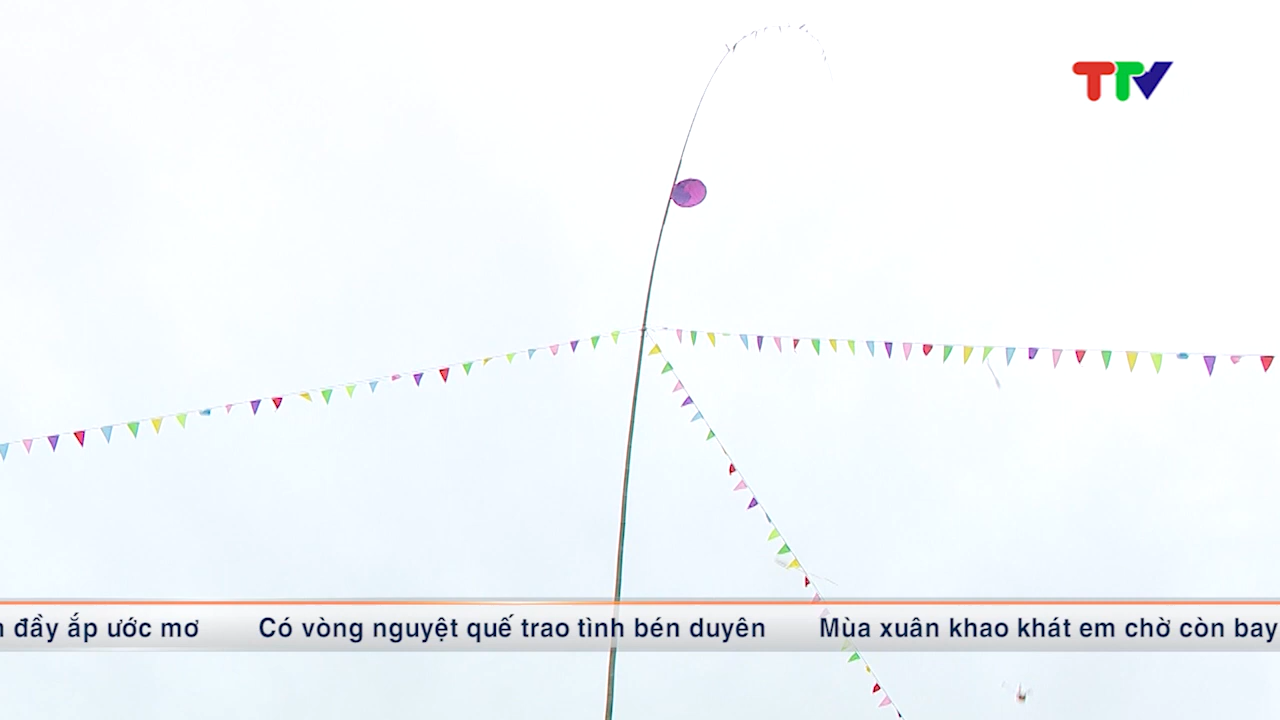 TTV
đầy ắp ước mơ Có vòng nguyệt quế trao tình bén duyên Mùa xuân khao khát em chờ còn bay